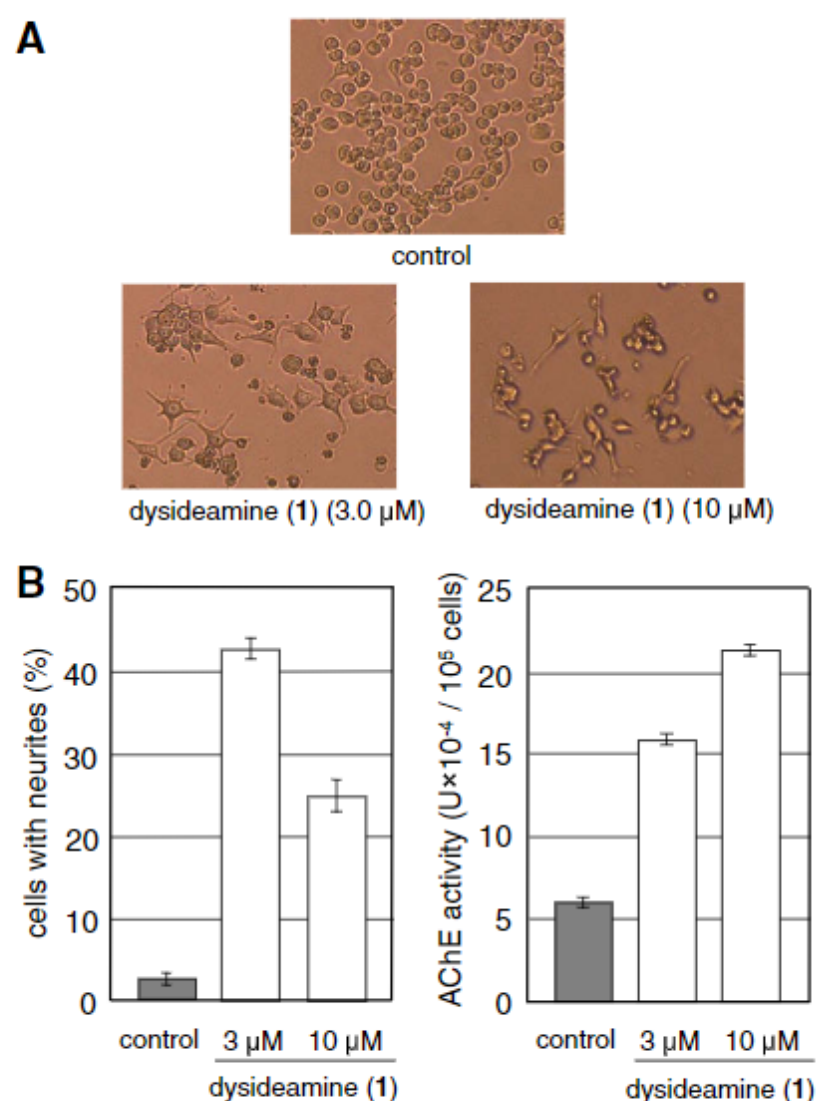 A
control
dysideamine (1) (3.0 µM)
dysideamine (1) (10 µM)
B
cells with neurites (%)
50
40
30
20
10
0
control
3 µM
10 µM
dysideamine (1)
AChE activity (U×10⁻⁴ / 10⁵ cells)
25
20
15
10
5
0
control
3 µM
10 µM
dysideamine (1)